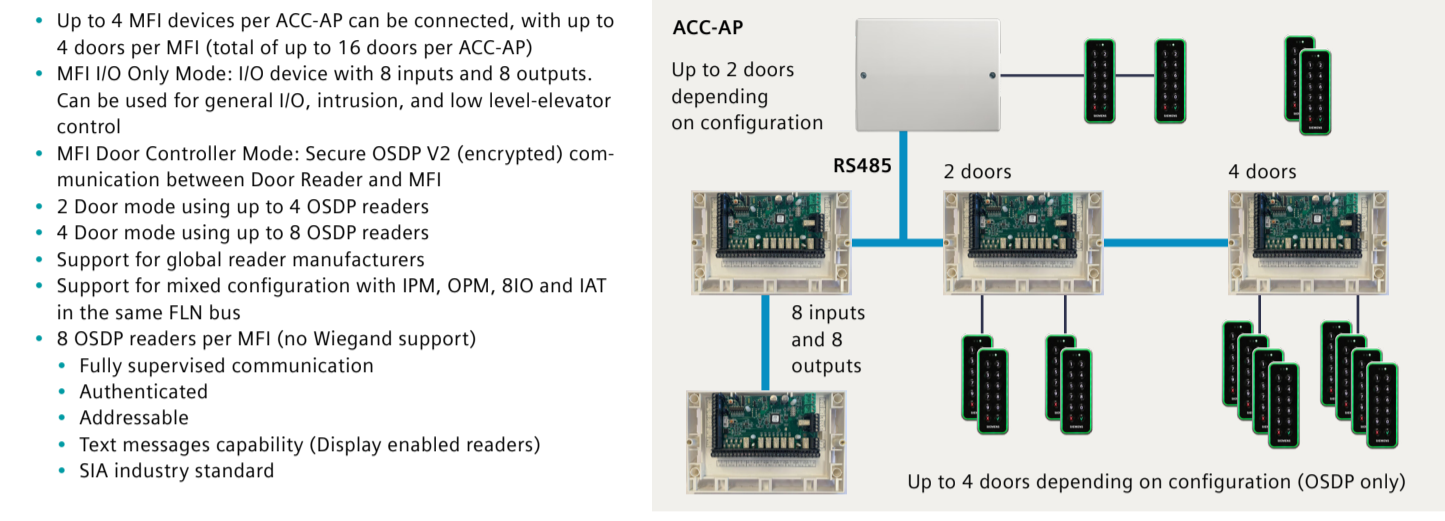 • Up to 4 MFI devices per ACC-AP can be connected, with up to
4 doors per MFI (total of up to 16 doors per ACC-AP)
• MFI I/O Only Mode: I/O device with 8 inputs and 8 outputs.
Can be used for general I/O, intrusion, and low level-elevator
control
• MFI Door Controller Mode: Secure OSDP V2 (encrypted) com-
munication between Door Reader and MFI
• 2 Door mode using up to 4 OSDP readers
• 4 Door mode using up to 8 OSDP readers
• Support for global reader manufacturers
• Support for mixed configuration with IPM, OPM, 8IO and IAT
in the same FLN bus
• 8 OSDP readers per MFI (no Wiegand support)
• Fully supervised communication
• Authenticated
• Addressable
• Text messages capability (Display enabled readers)
• SIA industry standard
ACC-AP
Up to 2 doors
depending
on configuration
RS485
2 doors
4 doors
8 inputs
and 8
outputs
Up to 4 doors depending on configuration (OSDP only)